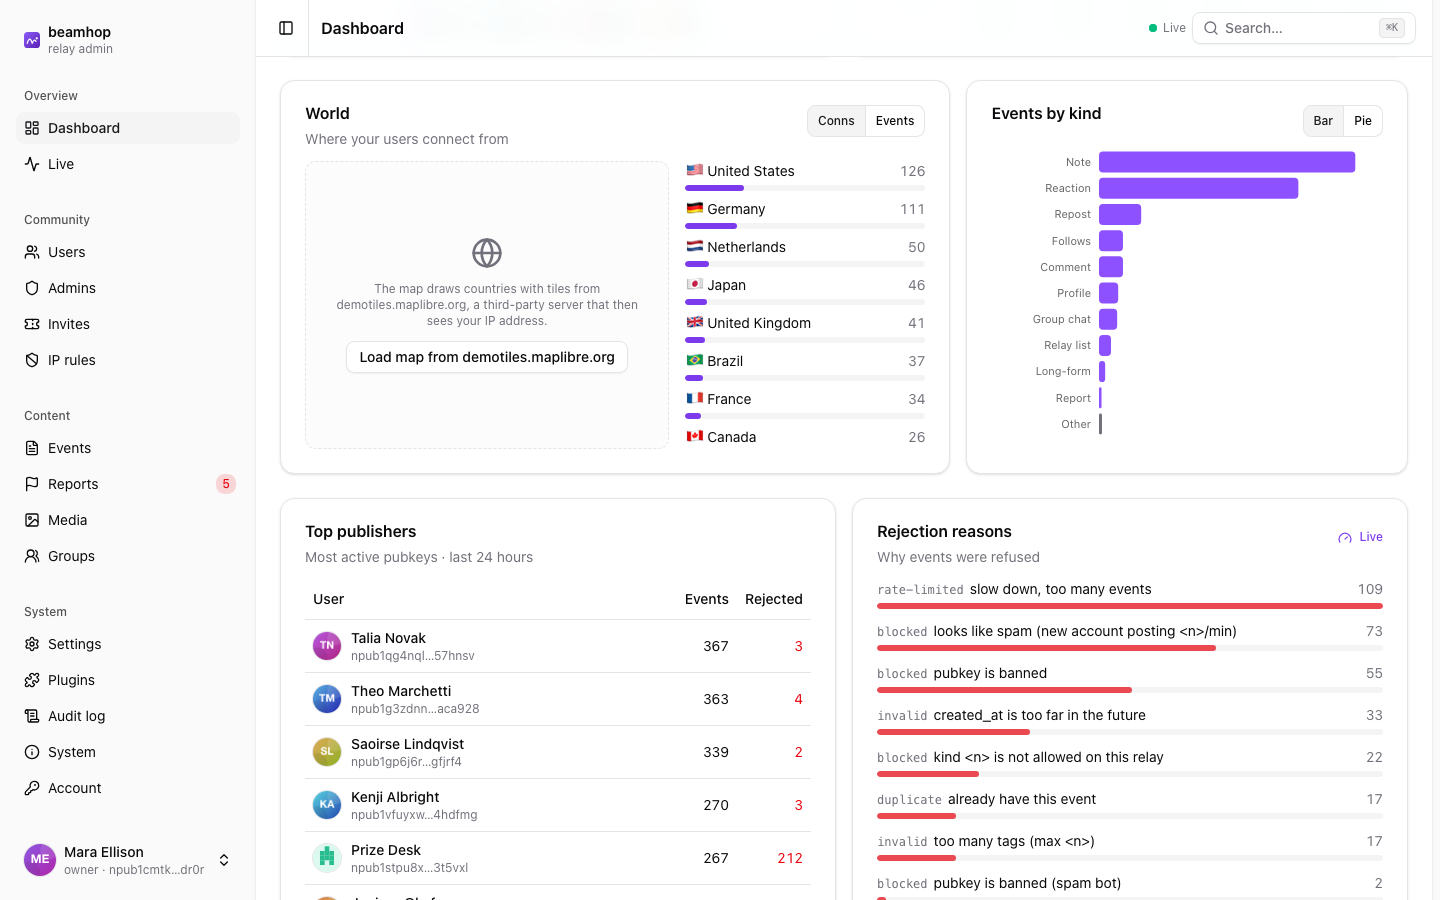 beamhop
relay admin
Overview
Dashboard
Live
Community
Users
Admins
Invites
IP rules
Content
Events
Reports
5
Media
Groups
System
Settings
Plugins
Audit log
System
Account
ME
Mara Ellison
owner · npub1cmtk...dr0r
Dashboard
Live
Search...
⌘K
World
Where your users connect from
Conns
Events
The map draws countries with tiles from
demotiles.maplibre.org, a third-party server that then
sees your IP address.
Load map from demotiles.maplibre.org
United States 126
Germany 111
Netherlands 50
Japan 46
United Kingdom 41
Brazil 37
France 34
Canada 26
Events by kind
Bar
Pie
Note
Reaction
Repost
Follows
Comment
Profile
Group chat
Relay list
Long-form
Report
Other
Top publishers
Most active pubkeys · last 24 hours
User Events Rejected
TN
Talia Novak
npub1qg4nql...57hnsv
367 3
TM
Theo Marchetti
npub1g3zdnn...aca928
363 4
SL
Saoirse Lindqvist
npub1gp6j6r...gfjrf4
339 2
KA
Kenji Albright
npub1vfuyxw...4hdfmg
270 3
Prize Desk
npub1stpu8x...3t5vxl
267 212
Rejection reasons
Why events were refused
Live
rate-limited slow down, too many events 109
blocked looks like spam (new account posting <n>/min) 73
blocked pubkey is banned 55
invalid created_at is too far in the future 33
blocked kind <n> is not allowed on this relay 22
duplicate already have this event 17
invalid too many tags (max <n>) 17
blocked pubkey is banned (spam bot) 2